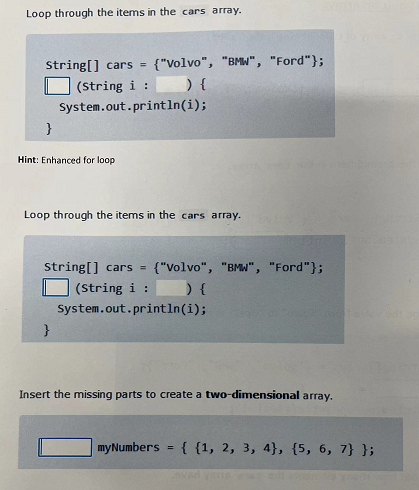 Loop through the items in the cars array.
String[] cars = {"Volvo", "BMW", "Ford"};
(String i : ) {
System.out.println(i);
}
Hint: Enhanced for loop
Loop through the items in the cars array.
String[] cars = {"Volvo", "BMW", "Ford"};
(String i : ) {
System.out.println(i);
}
Insert the missing parts to create a two-dimensional array.
myNumbers = { {1, 2, 3, 4}, {5, 6, 7} };